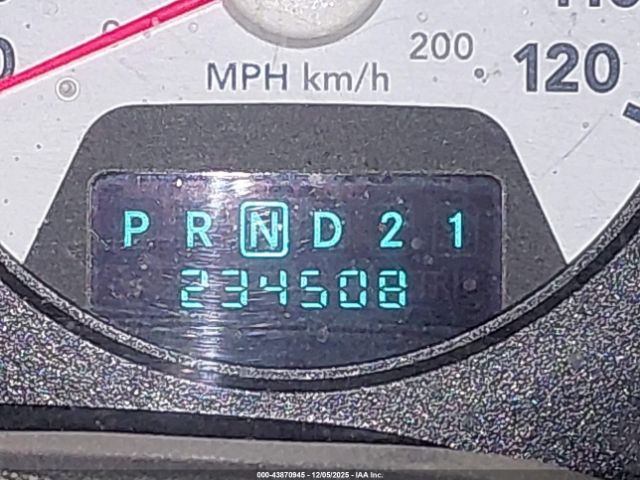 200
MPH km/h
120
P R N D 2 1
234508
000-43870945 - 12/05/2025 - IAA Inc.